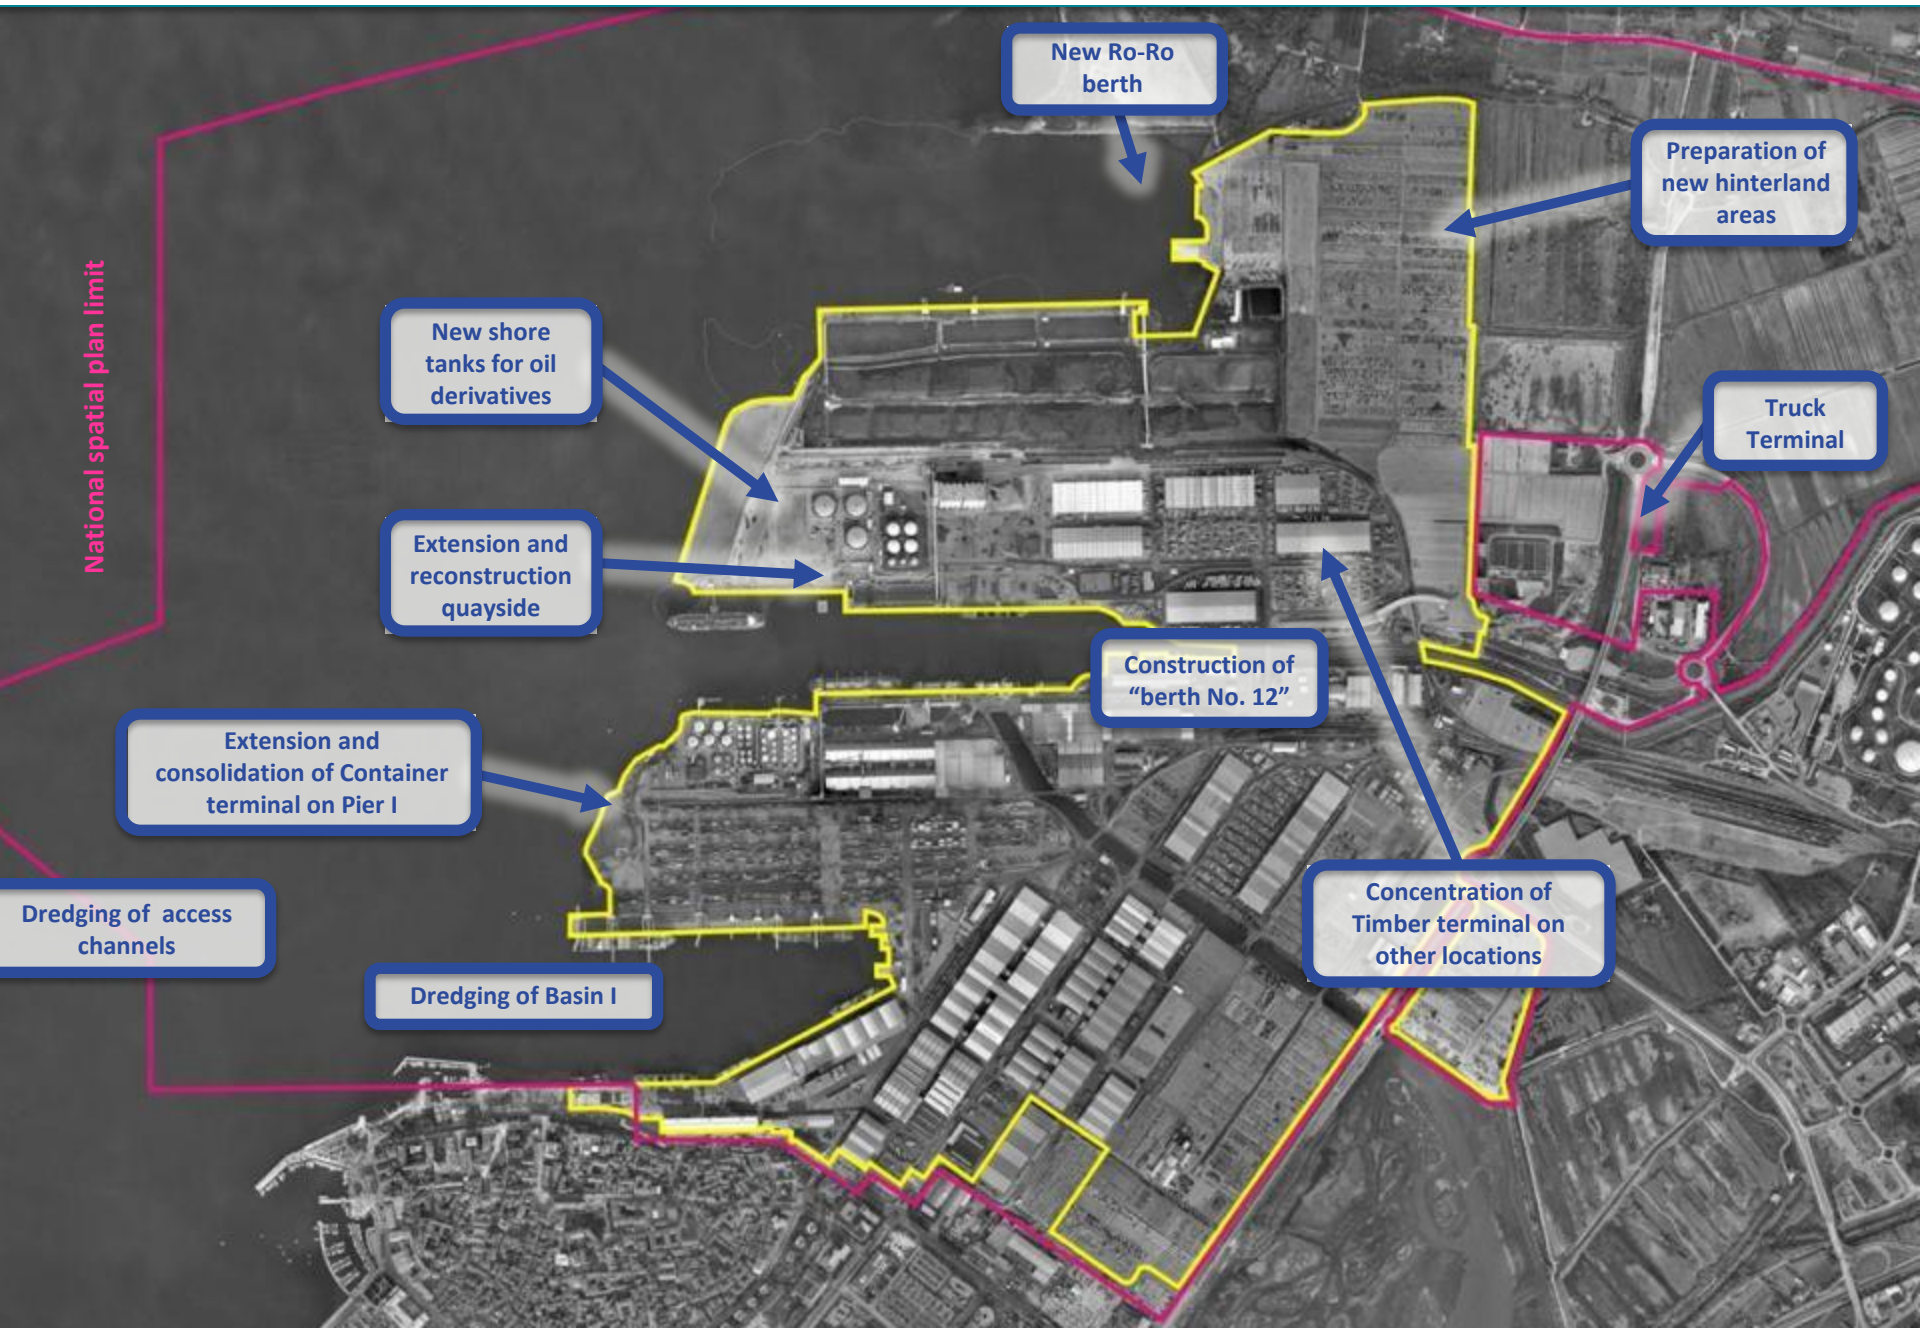 New Ro-Ro
berth
Preparation of
new hinterland
areas
National spatial plan limit
New shore
tanks for oil
derivatives
Truck
Terminal
Extension and
reconstruction
quayside
Construction of
“berth No. 12”
Extension and
consolidation of Container
terminal on Pier I
Concentration of
Timber terminal on
other locations
Dredging of access
channels
Dredging of Basin I